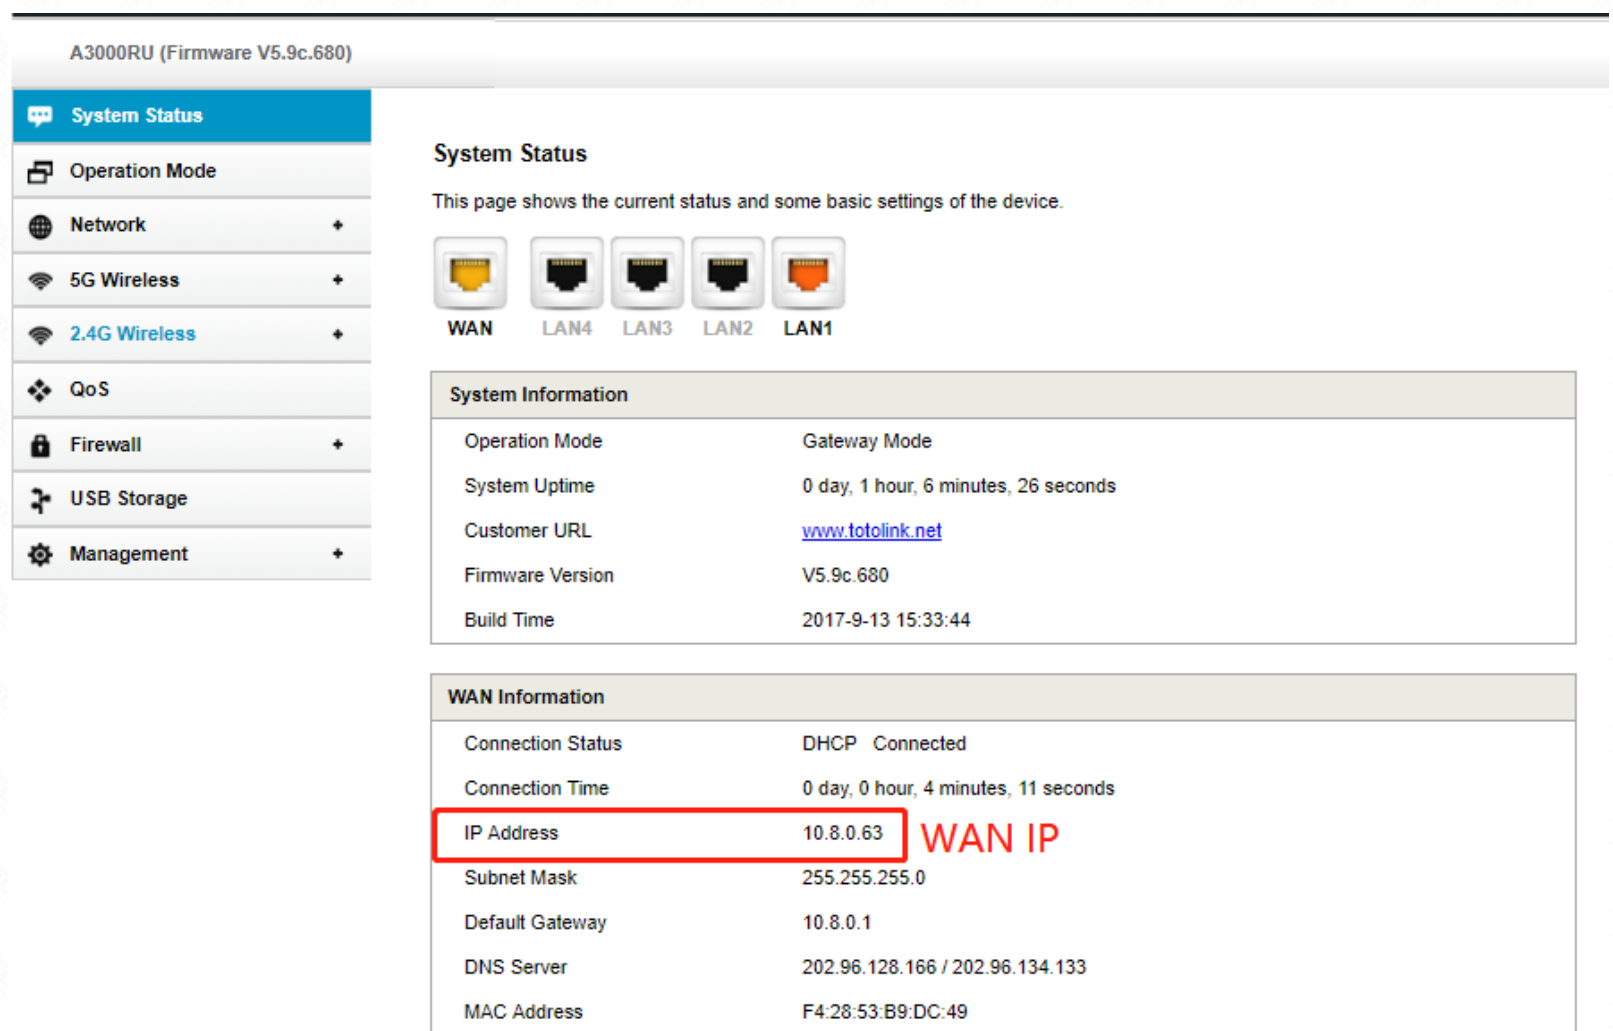 A3000RU (Firmware V5.9c.680)
System Status
Operation Mode
Network +
5G Wireless +
2.4G Wireless +
QoS
Firewall +
USB Storage
Management +
System Status
This page shows the current status and some basic settings of the device.
WAN LAN4 LAN3 LAN2 LAN1
System Information
Operation Mode Gateway Mode
System Uptime 0 day, 1 hour, 6 minutes, 26 seconds
Customer URL www.totolink.net
Firmware Version V5.9c.680
Build Time 2017-9-13 15:33:44
WAN Information
Connection Status DHCP Connected
Connection Time 0 day, 0 hour, 4 minutes, 11 seconds
IP Address 10.8.0.63 WAN IP
Subnet Mask 255.255.255.0
Default Gateway 10.8.0.1
DNS Server 202.96.128.166 / 202.96.134.133
MAC Address F4:28:53:B9:DC:49